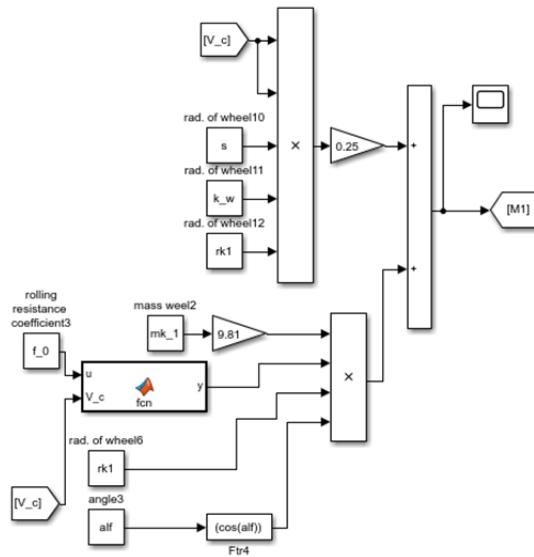 [V_c]
rad. of wheel10
s
rad. of wheel11
k_w
rad. of wheel12
rk1
×
0.25
+
+
[M1]
rolling
resistance
coefficient3
f_0
mass weel2
mk_1
9.81
u
V_c
y
fcn
×
rad. of wheel6
rk1
[V_c]
angle3
alf
(cos(alf))
Ftr4